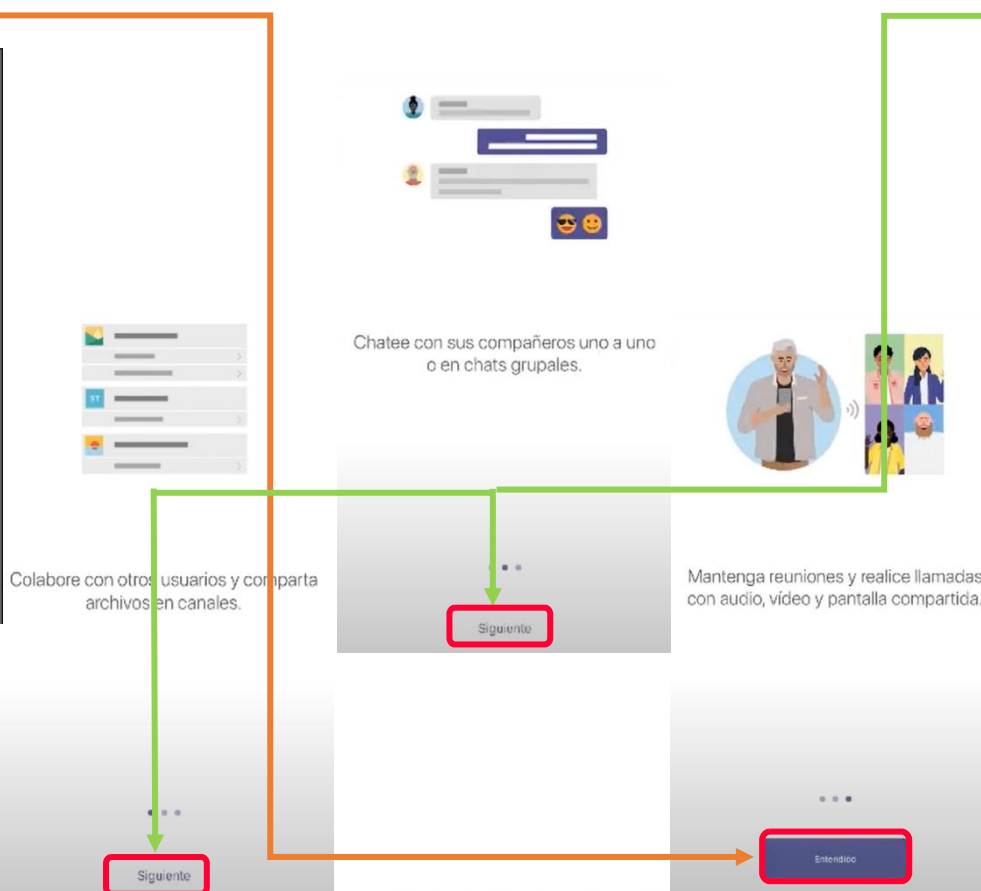 Chatee con sus compañeros uno a uno
o en chats grupales.
Siguiente
ST
Colabore con otros usuarios y comparta
archivos en canales.
Siguiente
Mantenga reuniones y realice llamadas
con audio, vídeo y pantalla compartida.
Entendido